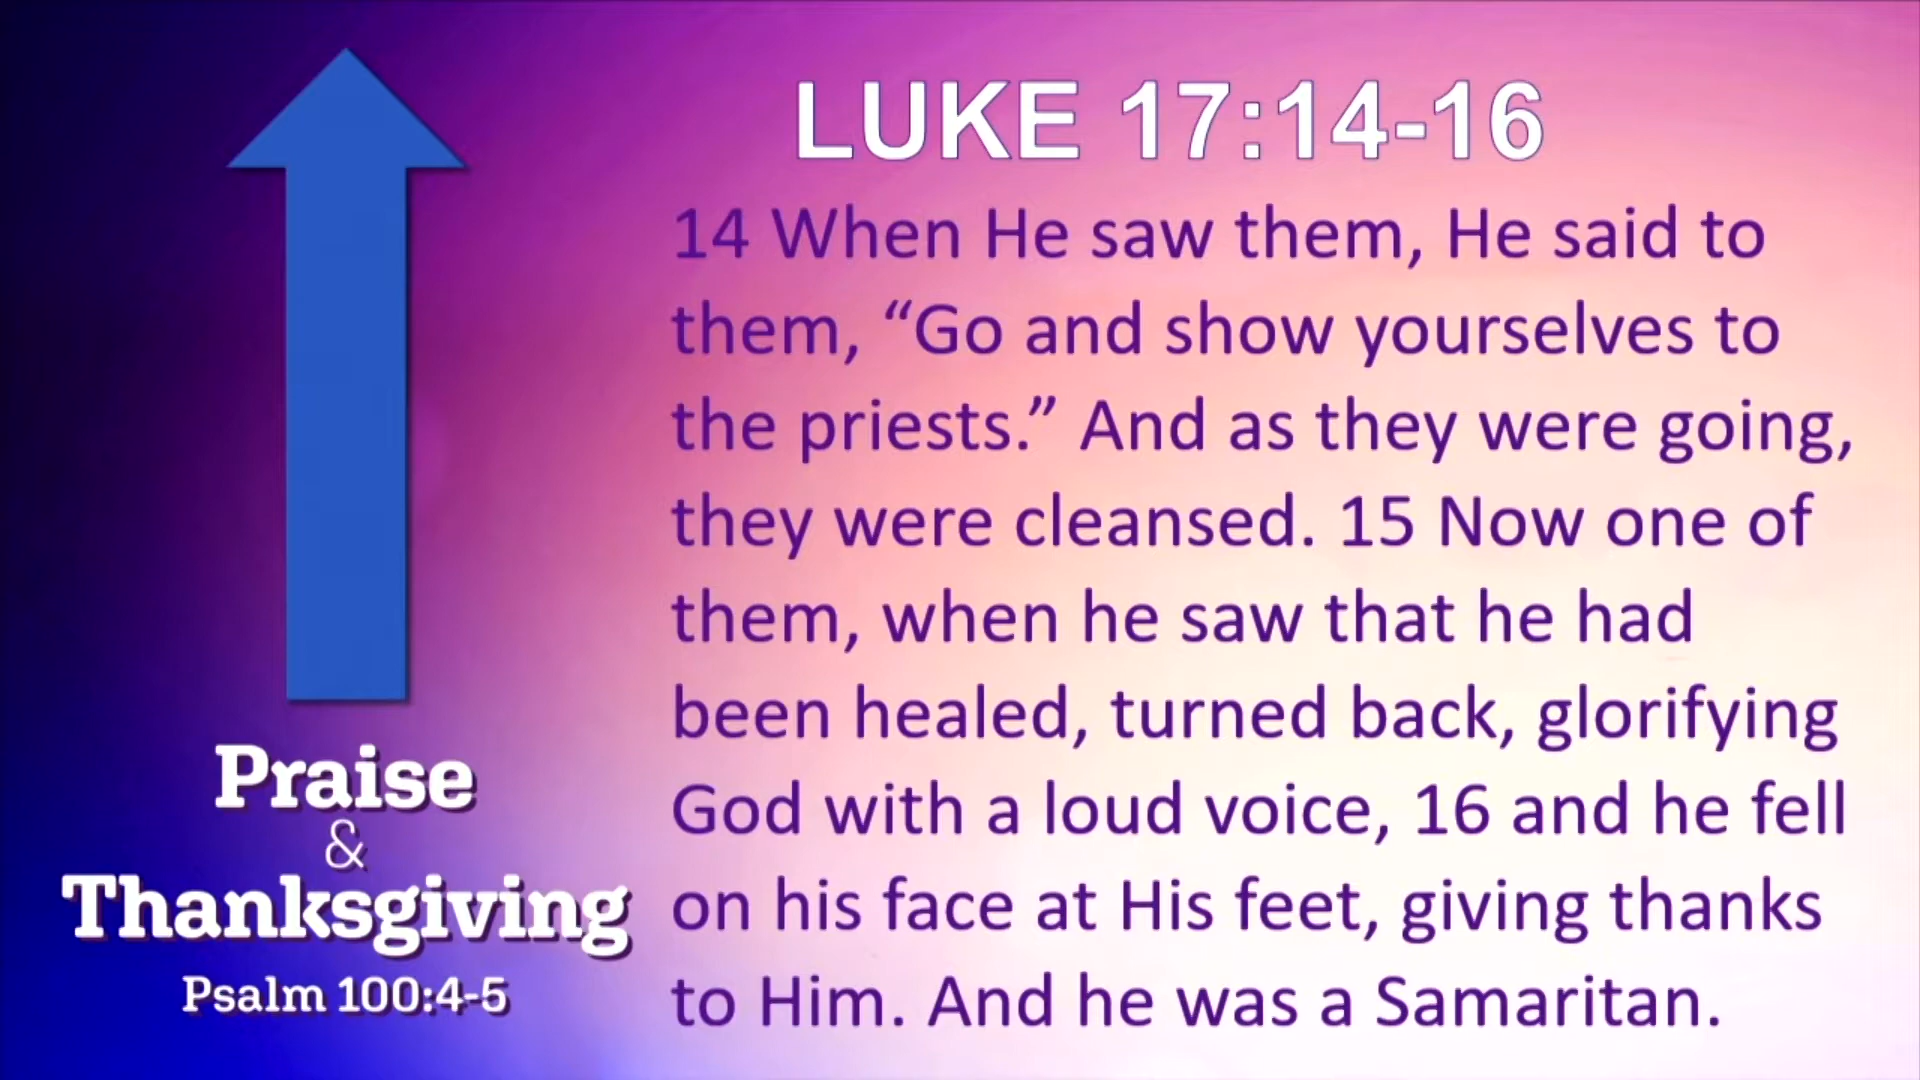 LUKE 17:14-16
14 When He saw them, He said to
them, “Go and show yourselves to
the priests.” And as they were going,
they were cleansed. 15 Now one of
them, when he saw that he had
been healed, turned back, glorifying
God with a loud voice, 16 and he fell
on his face at His feet, giving thanks
to Him. And he was a Samaritan.
Praise
&
Thanksgiving
Psalm 100:4-5